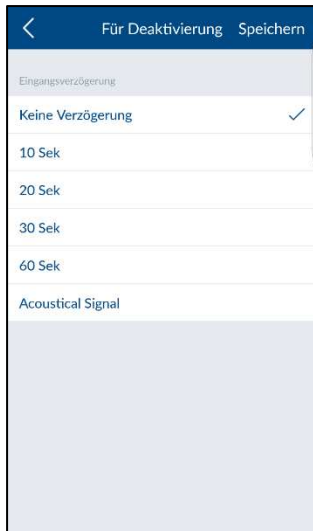 Für Deaktivierung Speichern
Eingangsverzögerung
Keine Verzögerung
10 Sek
20 Sek
30 Sek
60 Sek
Acoustical Signal